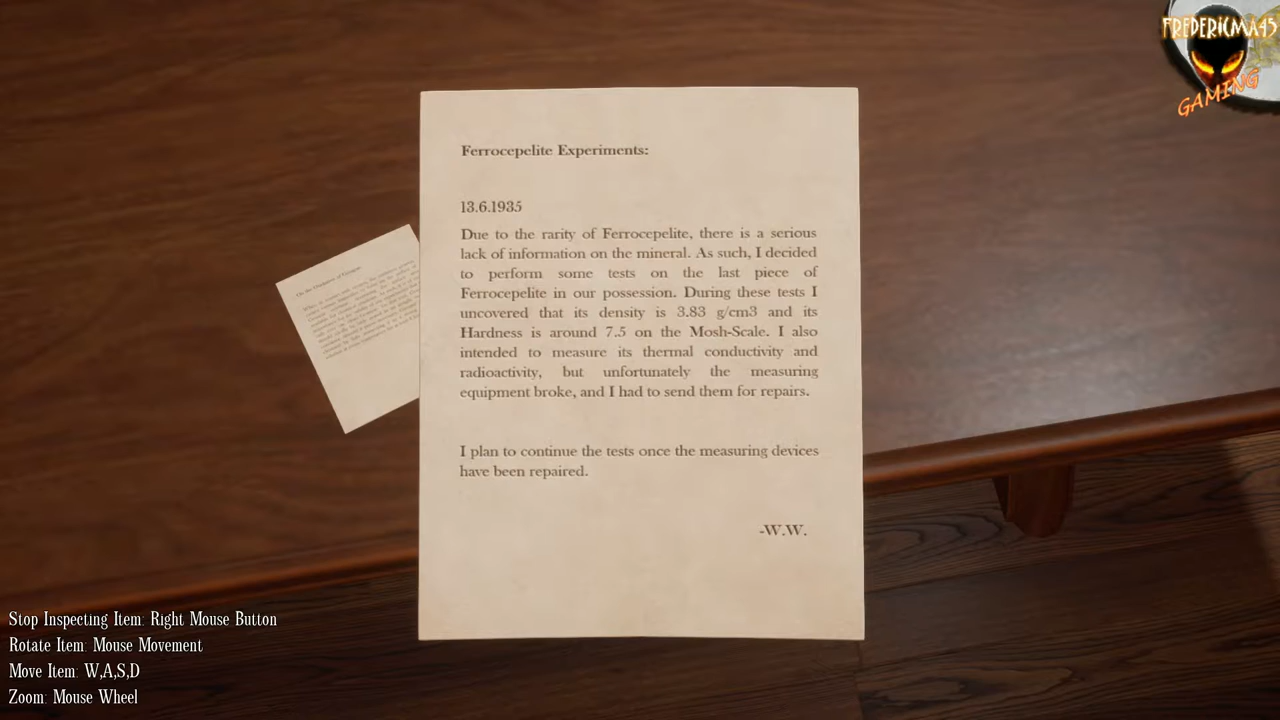 FREDERICMA45
GAMING
Ferrocepelite Experiments:
13.6.1935
Due to the rarity of Ferrocepelite, there is a serious
lack of information on the mineral. As such, I decided
to perform some tests on the last piece of
Ferrocepelite in our possession. During these tests I
uncovered that its density is 3.83 g/cm3 and its
Hardness is around 7.5 on the Mosh-Scale. I also
intended to measure its thermal conductivity and
radioactivity, but unfortunately the measuring
equipment broke, and I had to send them for repairs.
I plan to continue the tests once the measuring devices
have been repaired.
-W.W.
Stop Inspecting Item: Right Mouse Button
Rotate Item: Mouse Movement
Move Item: W,A,S,D
Zoom: Mouse Wheel